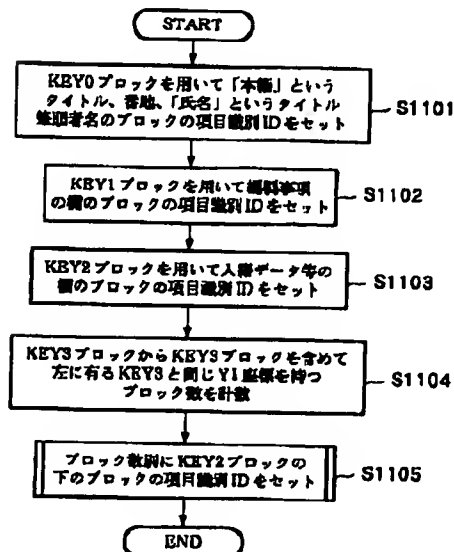 START
KEY0ブロックを用いて「本籍」という
タイトル、番地、「氏名」というタイトル
筆頭者名のブロックの項目識別IDをセット
S1101
KEY1ブロックを用いて
の欄のブロックの項目識別IDをセット
S1102
KEY2ブロックを用いて入籍データ等の
欄のブロックの項目識別IDをセット
S1103
KEY3ブロックからKEY3ブロックを含めて
左に有るKEY3と同じY1座標を持つ
ブロック数を計数
S1104
ブロック数別にKEY2ブロックの
下のブロックの項目識別IDをセット
S1105
END